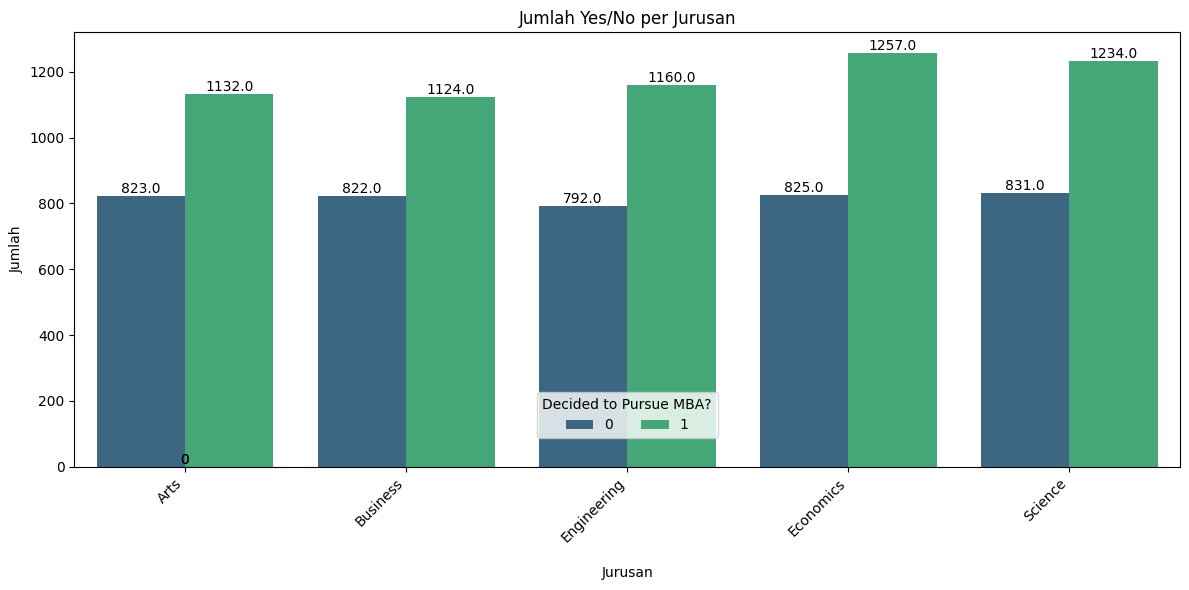 Jumlah Yes/No per Jurusan
Jumlah
1200
1000
800
600
400
200
0
823.0
1132.0
822.0
1124.0
792.0
1160.0
825.0
1257.0
831.0
1234.0
0
Decided to Pursue MBA?
0 1
Arts
Business
Engineering
Economics
Science
Jurusan